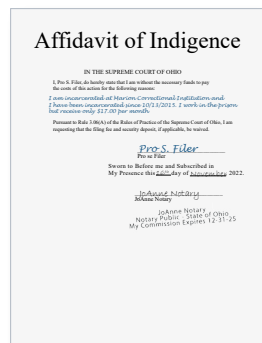 Affidavit of Indigence
IN THE SUPREME COURT OF OHIO
I, Pro S. Filer, do hereby state that I am without the necessary funds to pay
the costs of this action for the following reasons:
I am incarcerated at Marion Correctional Institution and
I have been incarcerated since 10/13/2015. I work in the prison
but receive only $17.00 per month
Pursuant to Rule 3.06(A) of the Rules of Practice of the Supreme Court of Ohio, I am
requesting that the filing fee and security deposit, if applicable, be waived.
Pro S. Filer
Pro se Filer
Sworn to Before me and Subscribed in
My Presence this day of November 2022.
JoAnne Notary
JoAnne Notary
JoAnne Notary
Notary Public - State of Ohio
My Commission Expires 12-31-25